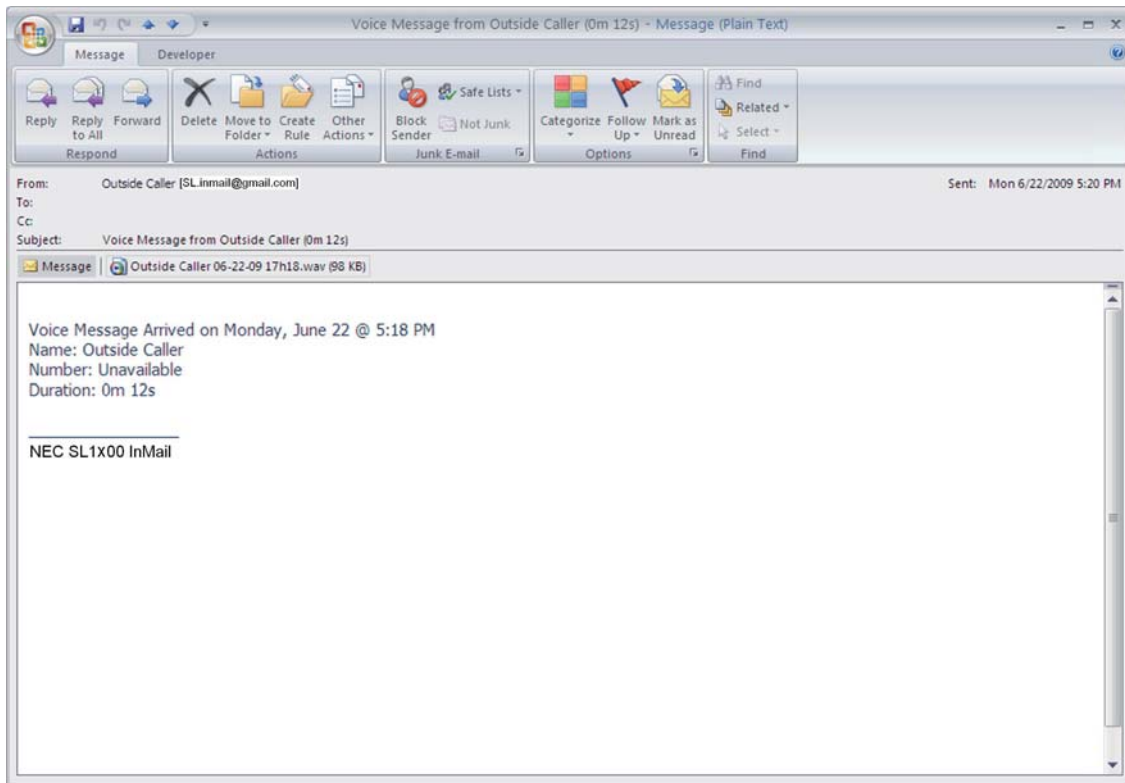 Voice Message from Outside Caller (0m 12s) - Message (Plain Text)
Message Developer
Reply Reply to All Forward
Respond
Delete Move to Folder Create Rule Other Actions
Actions
Block Sender Safe Lists Not Junk
Junk E-mail
Categorize Follow Up Mark as Unread
Options
Find Related Select
Find
From: Outside Caller [SL.inmail@gmail.com] Sent: Mon 6/22/2009 5:20 PM
To:
Cc:
Subject: Voice Message from Outside Caller (0m 12s)
Message Outside Caller 06-22-09 17h18.wav (98 KB)
Voice Message Arrived on Monday, June 22 @ 5:18 PM
Name: Outside Caller
Number: Unavailable
Duration: 0m 12s
NEC SL1X00 InMail